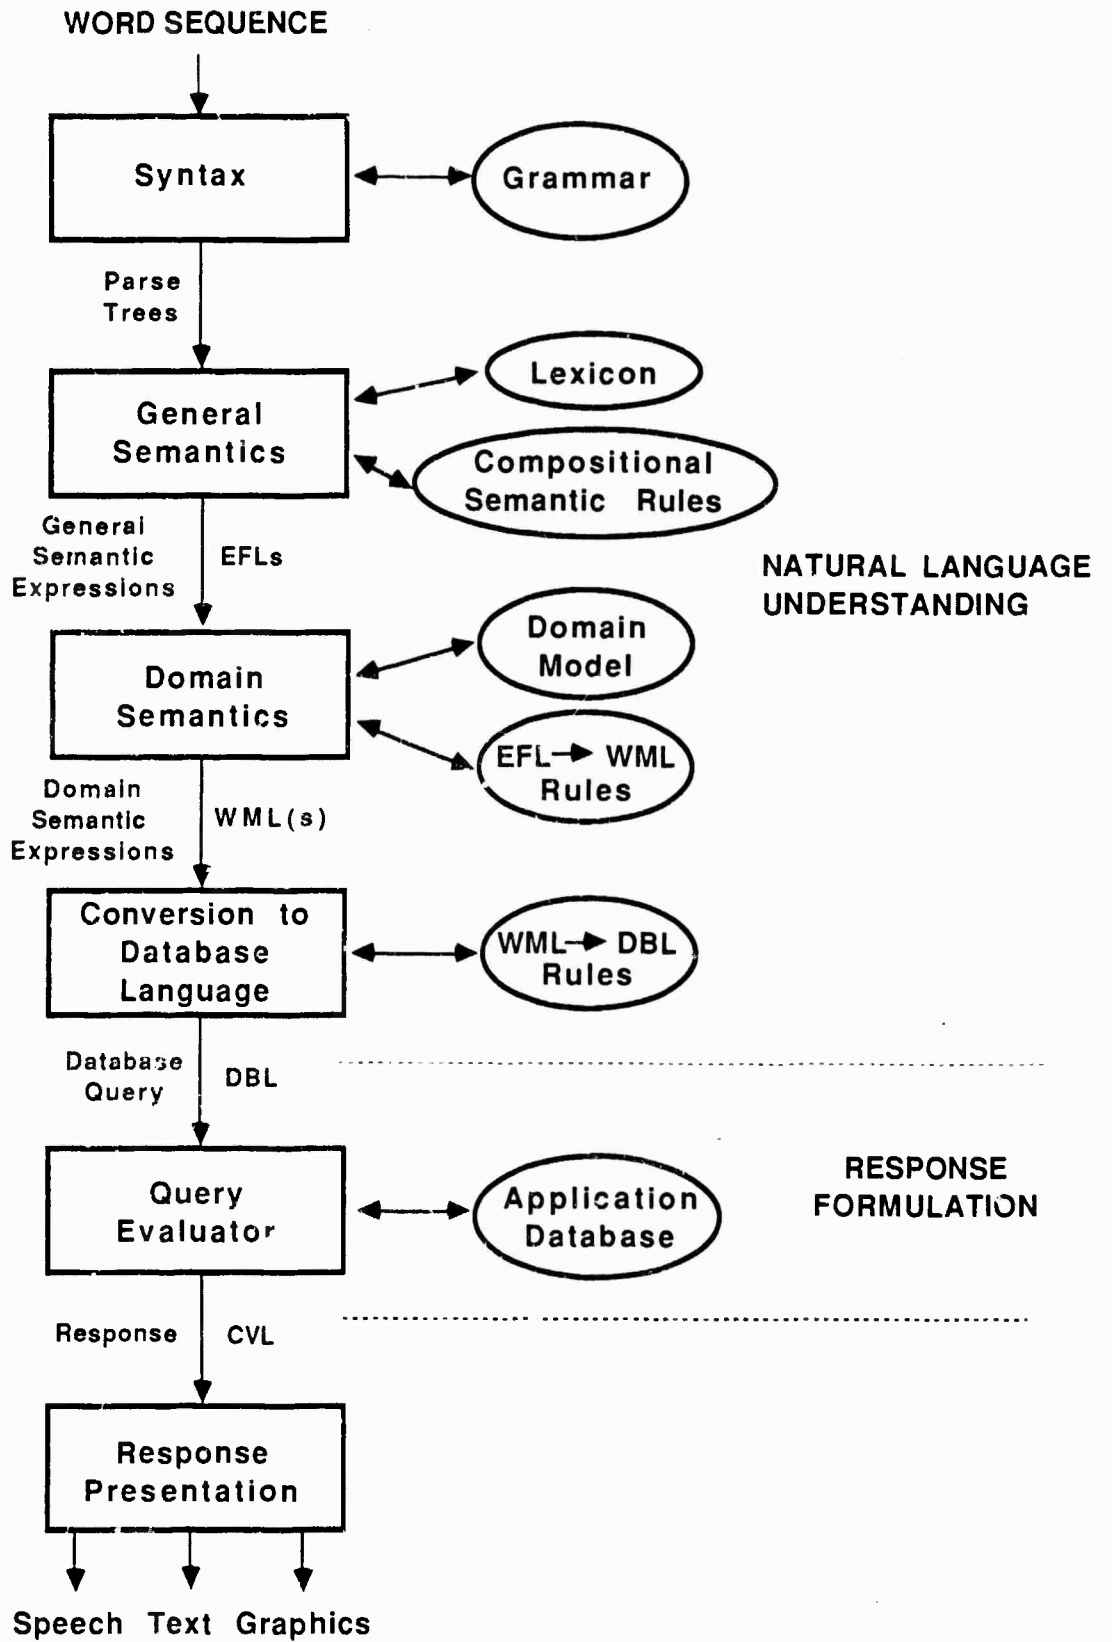 WORD SEQUENCE
Syntax
Grammar
Parse
Trees
Lexicon
General
Semantics
Compositional
Semantic Rules
General
Semantic
Expressions
EFLs
NATURAL LANGUAGE
UNDERSTANDING
Domain
Model
Domain
Semantics
EFL→ WML
Rules
Domain
Semantic
Expressions
WML(s)
Conversion to
Database
Language
WML→ DBL
Rules
Database
Query
DBL
Query
Evaluator
Application
Database
RESPONSE
FORMULATION
Response
CVL
Response
Presentation
Speech Text Graphics